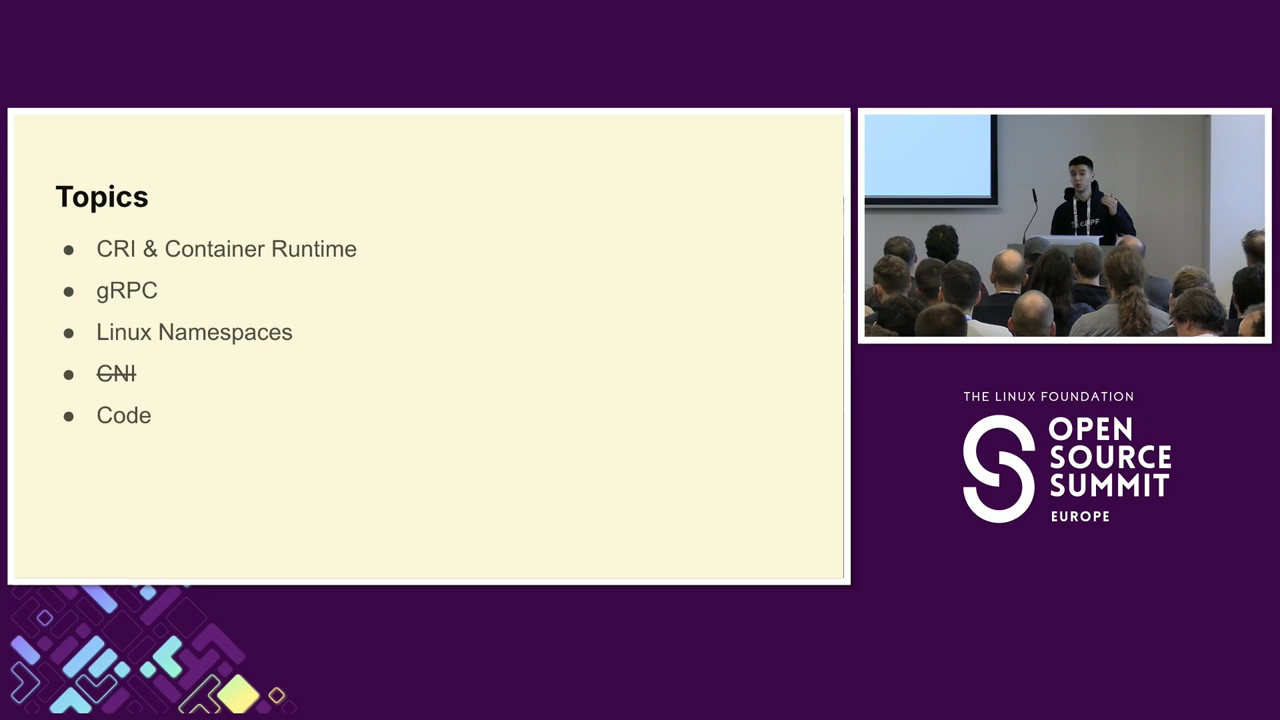 Topics
● CRI & Container Runtime
● gRPC
● Linux Namespaces
● CNI
● Code
THE LINUX FOUNDATION
OPEN
SOURCE
SUMMIT
EUROPE